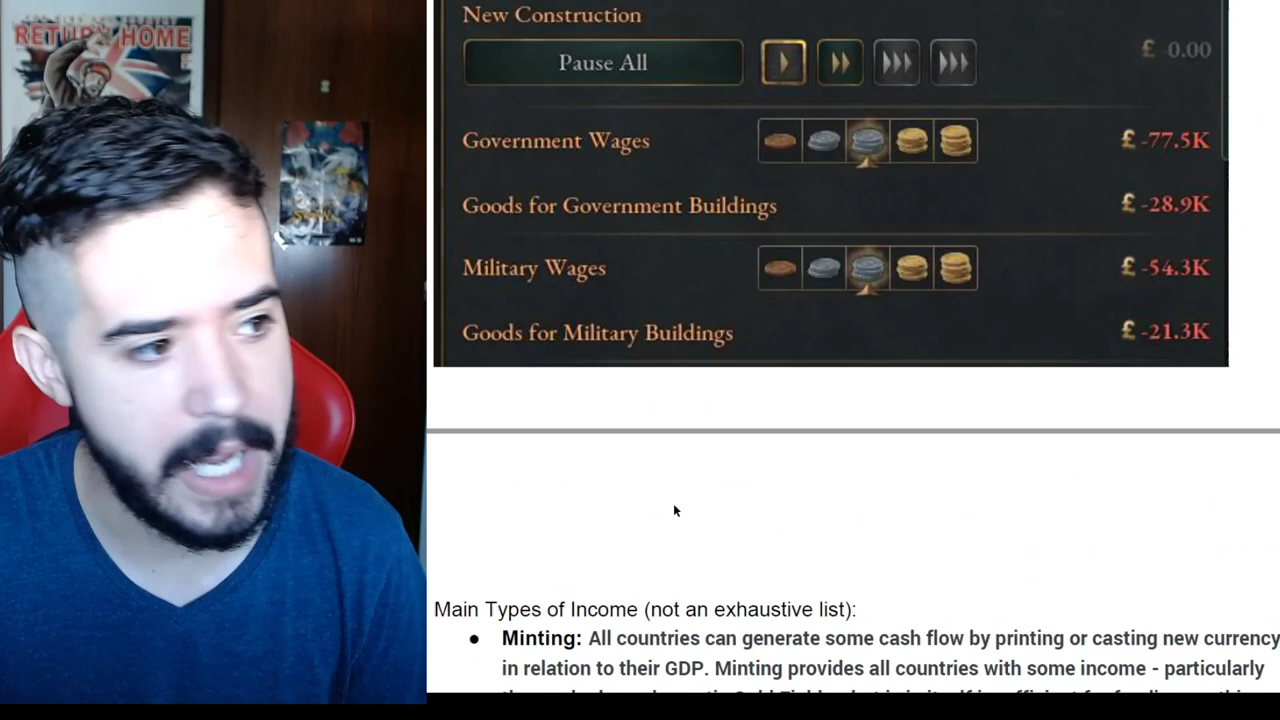 RETURN HOME
New Construction
Pause All
£ -0.00
Government Wages
£ -77.5K
Goods for Government Buildings
£ -28.9K
Military Wages
£ -54.3K
Goods for Military Buildings
£ -21.3K
Main Types of Income (not an exhaustive list):
● Minting: All countries can generate some cash flow by printing or casting new currency
in relation to their GDP. Minting provides all countries with some income - particularly